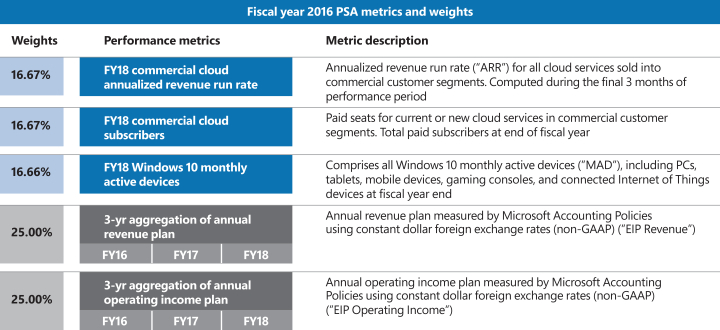 Fiscal year 2016 PSA metrics and weights
Weights
Performance metrics
Metric description
16.67%
FY18 commercial cloud
annualized revenue run rate
Annualized revenue run rate (“ARR”) for all cloud services sold into
commercial customer segments. Computed during the final 3 months of
performance period
16.67%
FY18 commercial cloud
subscribers
Paid seats for current or new cloud services in commercial customer
segments. Total paid subscribers at end of fiscal year
16.66%
FY18 Windows 10 monthly
active devices
Comprises all Windows 10 monthly active devices (“MAD”), including PCs,
tablets, mobile devices, gaming consoles, and connected Internet of Things
devices at fiscal year end
25.00%
3-yr aggregation of annual
revenue plan
FY16 FY17 FY18
Annual revenue plan measured by Microsoft Accounting Policies
using constant dollar foreign exchange rates (non-GAAP) (“EIP Revenue”)
25.00%
3-yr aggregation of annual
operating income plan
FY16 FY17 FY18
Annual operating income plan measured by Microsoft Accounting
Policies using constant dollar foreign exchange rates (non-GAAP)
(“EIP Operating Income”)